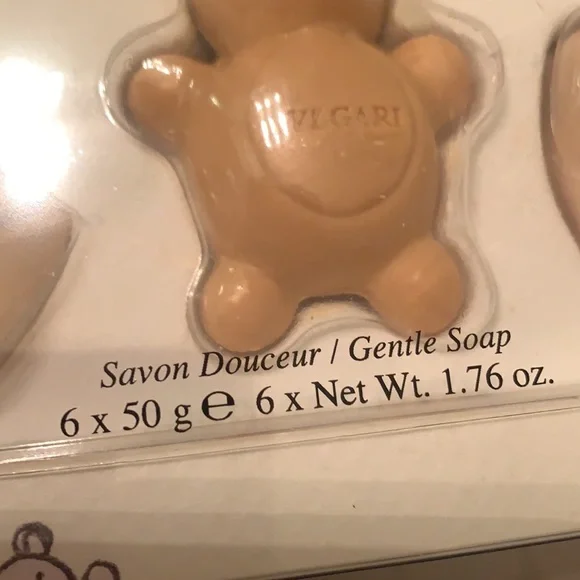 VLGARI
Savon Douceur / Gentle Soap
6 x 50 g ℮ 6 x Net Wt. 1.76 oz.